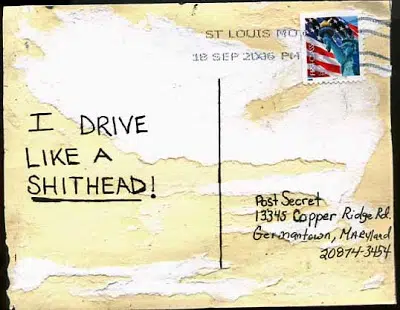 ST LOUIS MO
18 SEP 2006 PM
I DRIVE
LIKE A
SHITHEAD!
Post Secret
13345 Copper Ridge Rd.
Germantown, Maryland
20874-3454